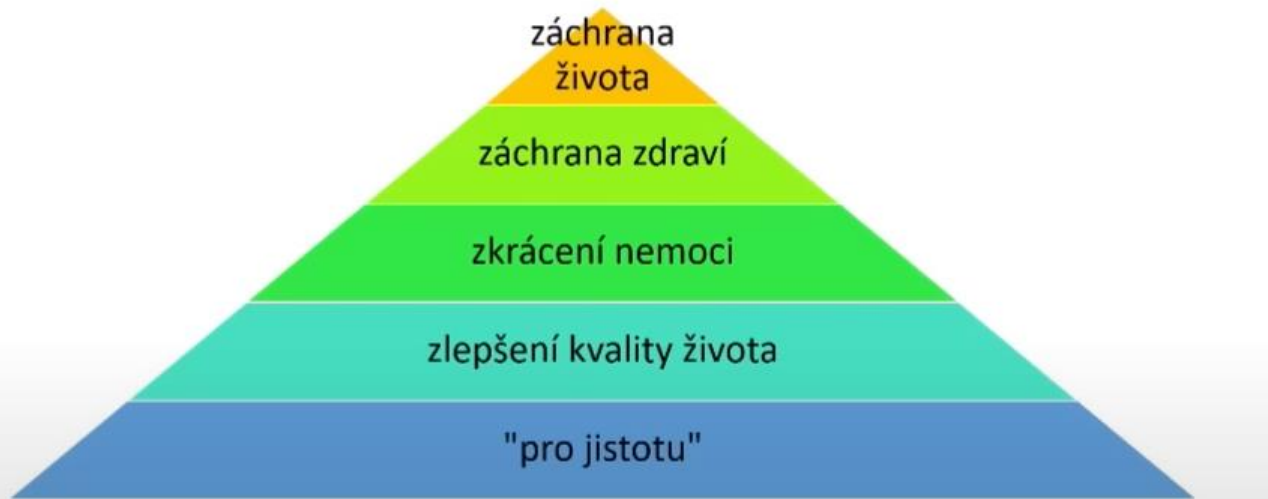 záchrana
života
záchrana zdraví
zkrácení nemoci
zlepšení kvality života
"pro jistotu"